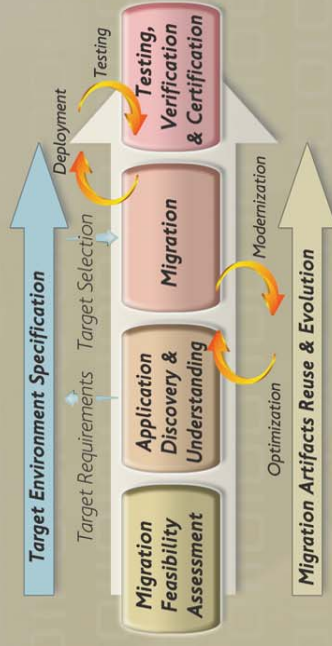 Target Environment Specification
Target Requirements
Target Selection
Deployment
Testing
Migration
Feasibility
Assessment
Application
Discovery &
Understanding
Migration
Testing,
Verification
& Certification
Optimization
Modernization
Migration Artifacts Reuse & Evolution